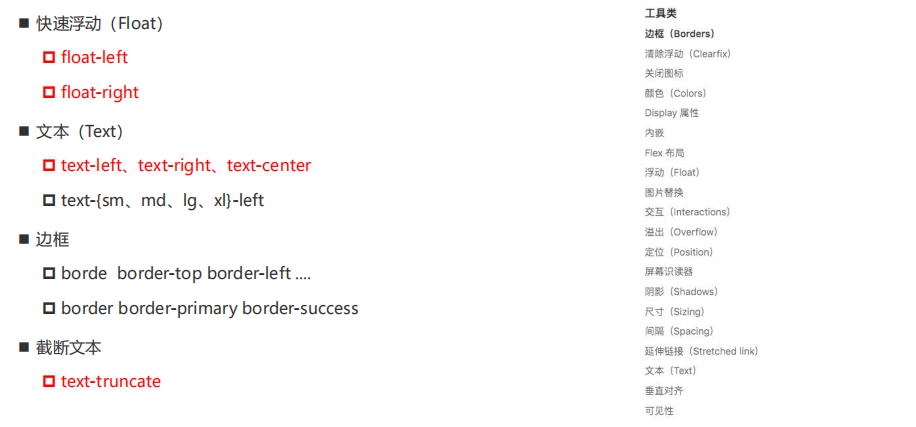 快速浮动（Float）
float-left
float-right
文本（Text）
text-left、text-right、text-center
text-{sm、md、lg、xl}-left
边框
borde  border-top border-left ....
border border-primary border-success
截断文本
text-truncate
工具类
边框（Borders）
清除浮动（Clearfix）
关闭图标
颜色（Colors）
Display 属性
内嵌
Flex 布局
浮动（Float）
图片替换
交互（Interactions）
溢出（Overflow）
定位（Position）
屏幕识读器
阴影（Shadows）
尺寸（Sizing）
间隔（Spacing）
延伸链接（Stretched link）
文本（Text）
垂直对齐
可见性